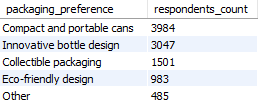 packaging_preference respondents_count
Compact and portable cans 3984
Innovative bottle design 3047
Collectible packaging 1501
Eco-friendly design 983
Other 485